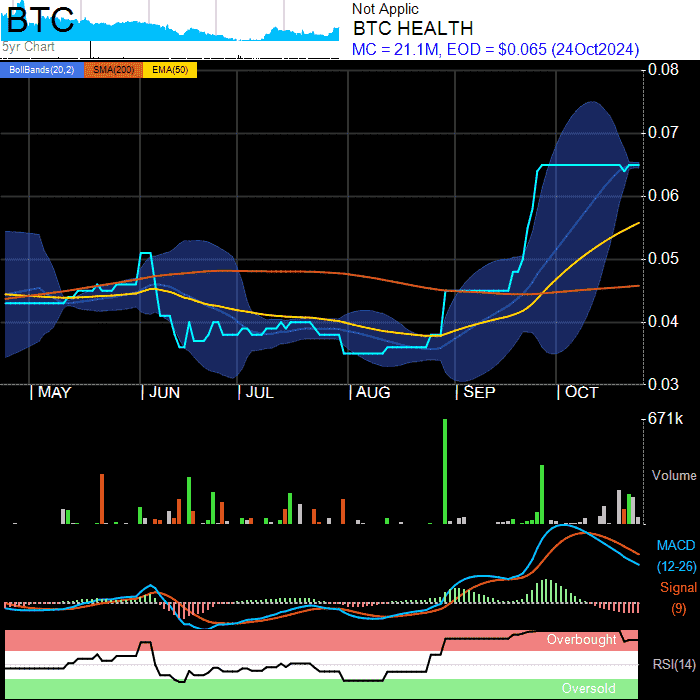 BTC
5yr Chart
Not Applic
BTC HEALTH
MC = 21.1M, EOD = $0.065 (24Oct2024)
BollBands(20,2) SMA(200) EMA(50)
0.08
0.07
0.06
0.05
0.04
0.03
MAY JUN JUL AUG SEP OCT
671k
Volume
MACD
(12-26)
Signal
(9)
Overbought
RSI(14)
Oversold